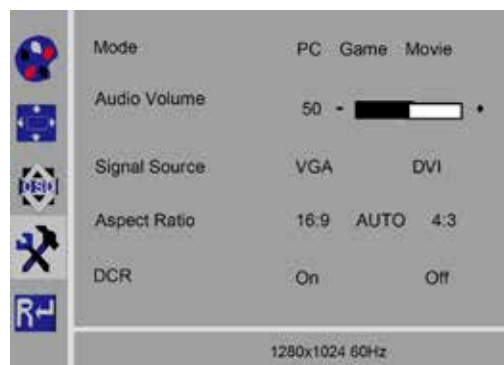 Mode PC Game Movie
Audio Volume 50 - +
Signal Source VGA DVI
OSD
Aspect Ratio 16:9 AUTO 4:3
DCR On Off
R
1280x1024 60Hz